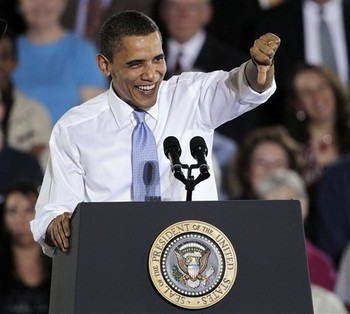 SEAL OF THE PRESIDENT OF THE UNITED STATES